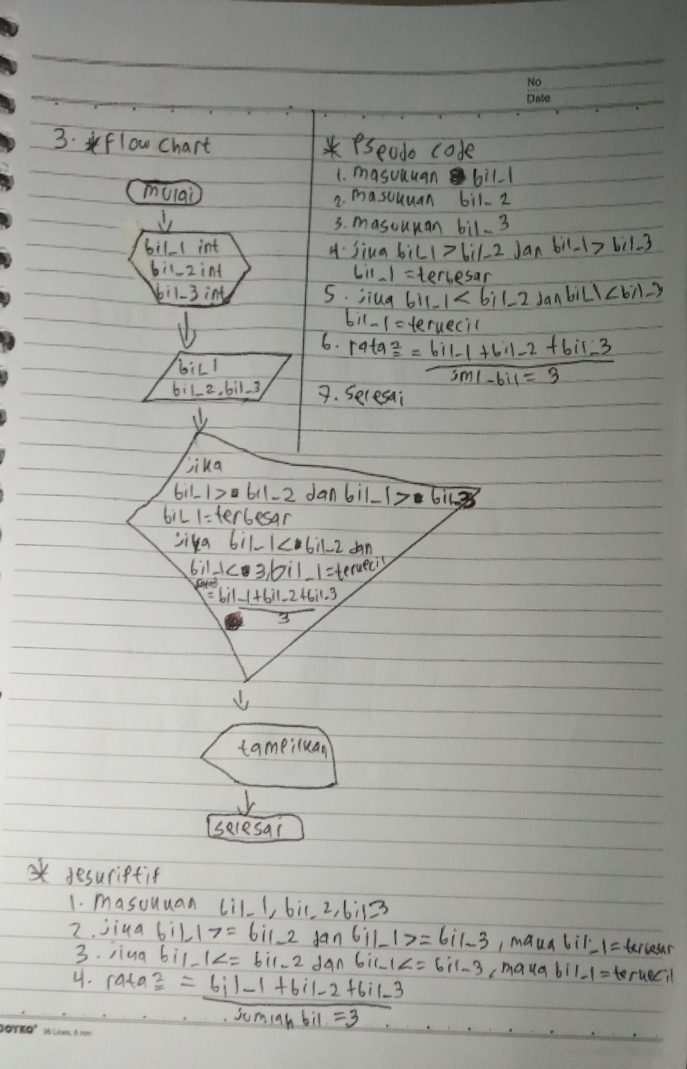 No
Date
3. * Flow Chart
mulai
bil_1 int
bil_2 int
bil_3 int
bil 1
bil_2, bil_3
jika
bil_1 > bil_2 dan bil_1 > bil_3
bil 1 = terbesar
jika bil_1 < bil_2 dan
bil_1 < 3, bil_1 = terkecil
= bil_1 + bil_2 + bil_3
3
tampilkan
selesai
* Pseudo code
1. masukkan bil_1
2. masukkan bil_2
3. masukkan bil_3
4. jika bil_1 > bil_2 dan bil_1 > bil_3
bil_1 = terbesar
5. jika bil_1 < bil_2 dan bil_1 < bil_3
bil_1 = terkecil
6. rata2 = bil_1 + bil_2 + bil_3
jml_bil = 3
7. Selesai
* deskriptif
1. Masukkan bil_1, bil_2, bil_3
2. jika bil_1 >= bil_2 dan bil_1 >= bil_3, maka bil_1 = terbesar
3. jika bil_1 <= bil_2 dan bil_1 <= bil_3, maka bil_1 = terkecil
4. rata2 = bil_1 + bil_2 + bil_3
jumlah bil = 3